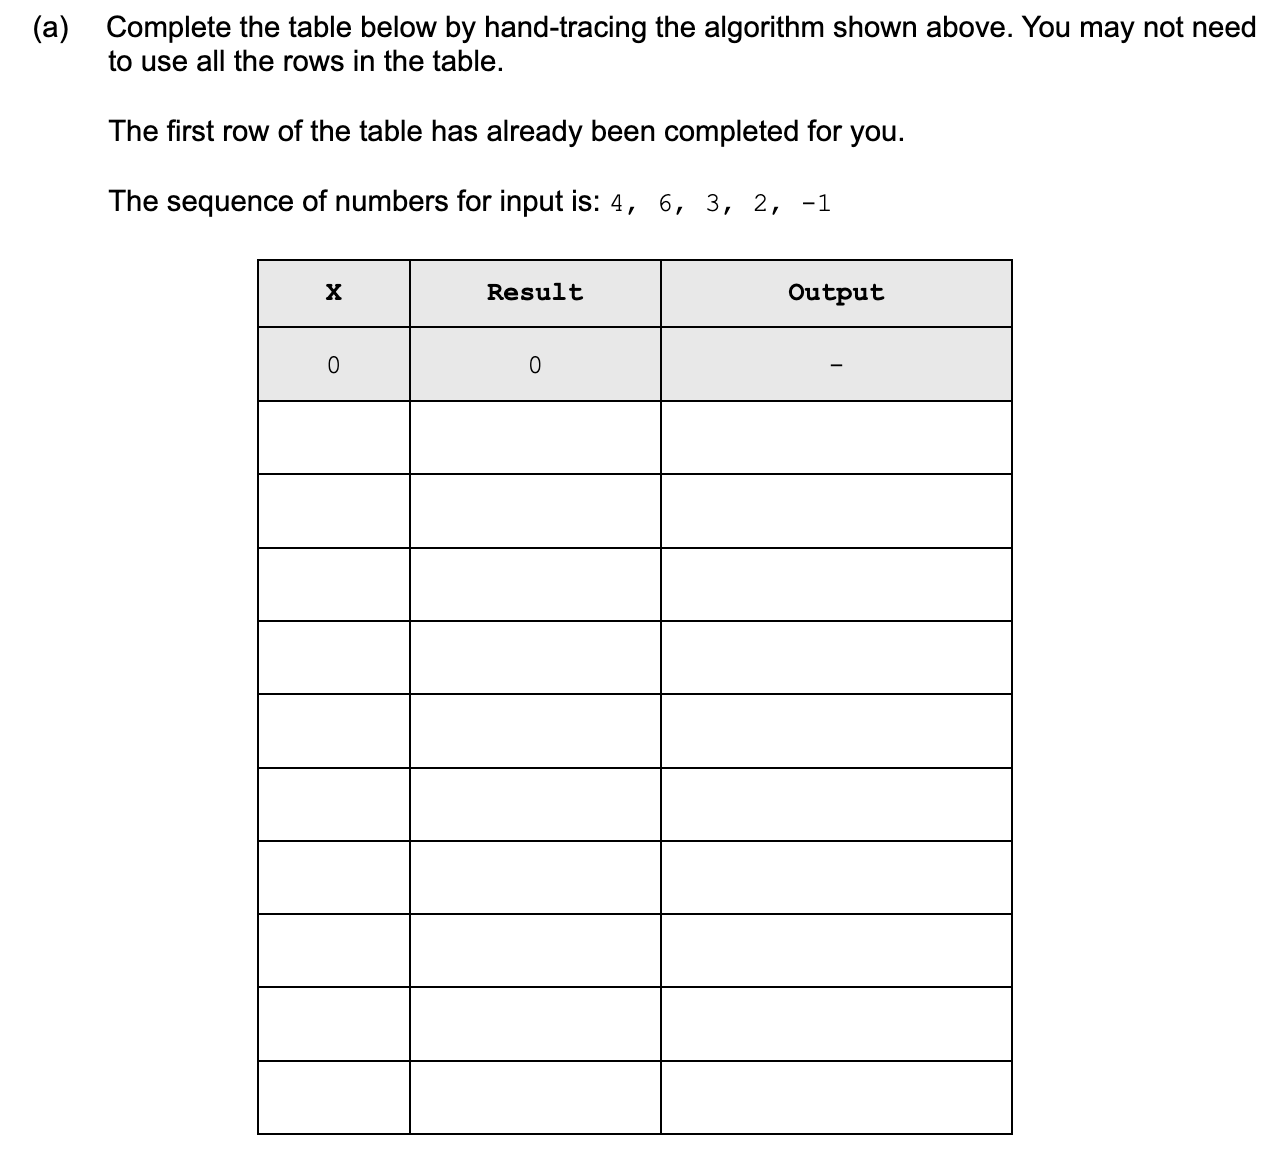 (a) Complete the table below by hand-tracing the algorithm shown above. You may not need
to use all the rows in the table.
The first row of the table has already been completed for you.
The sequence of numbers for input is: 4, 6, 3, 2, -1
X Result Output
0 0 -